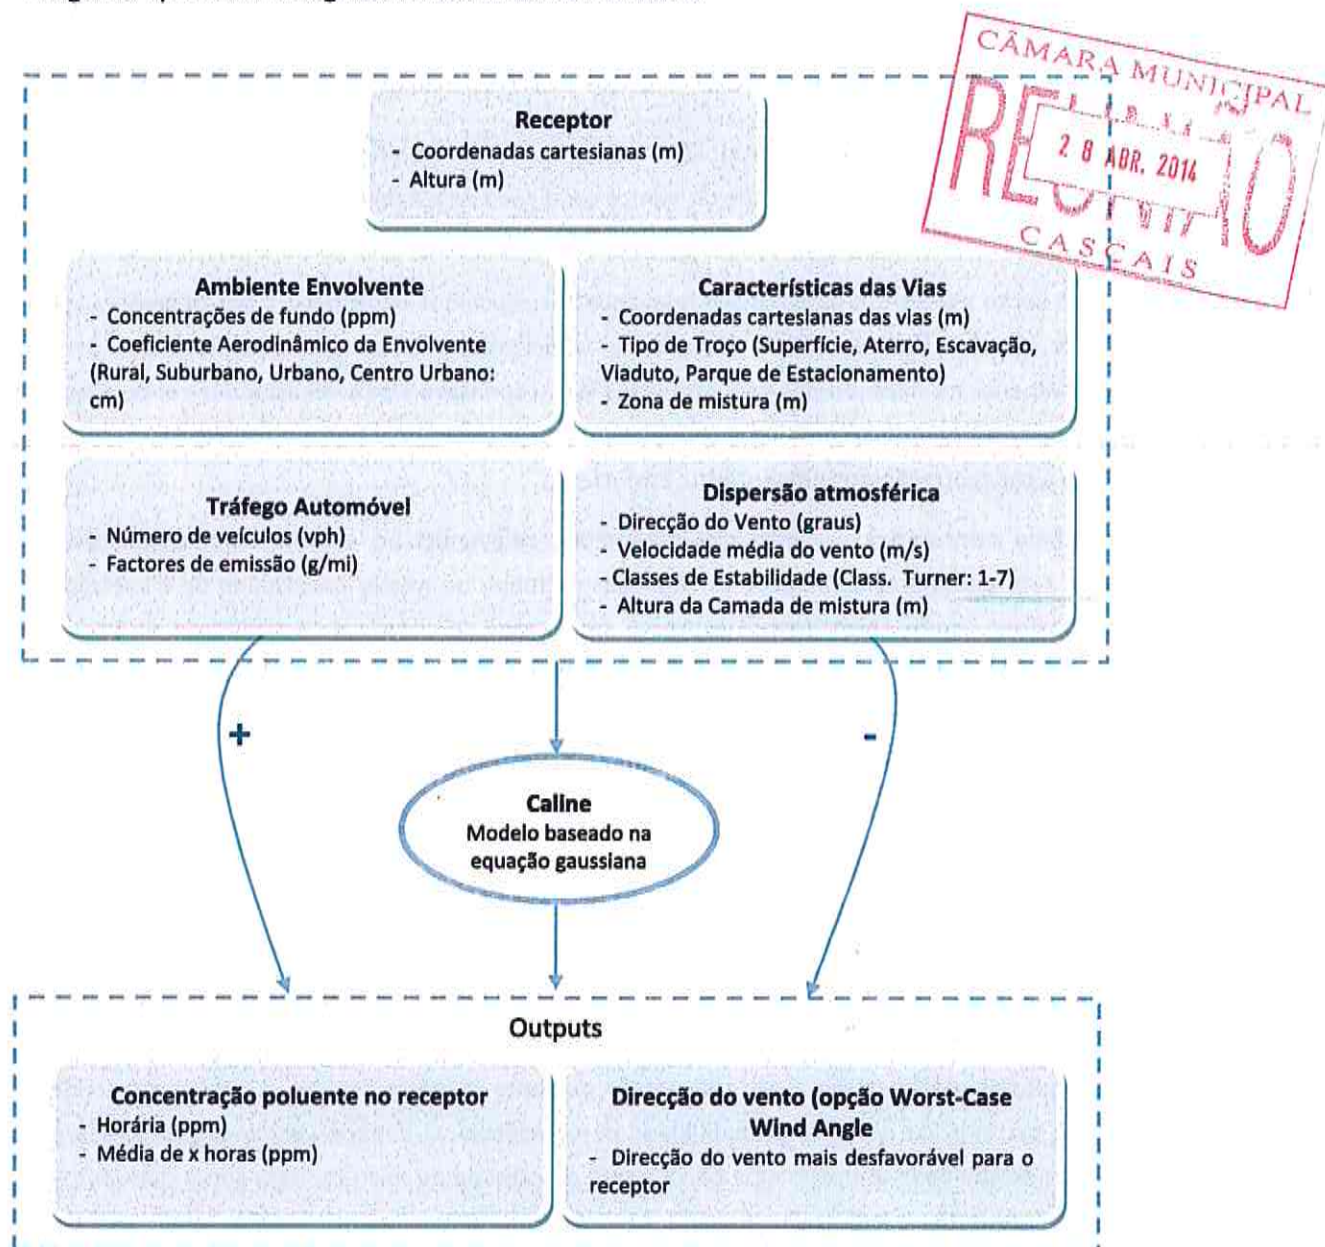 CÂMARA MUNICIPAL
REUNIÃO
28 ABR. 2014
CASCAIS
Receptor
- Coordenadas cartesianas (m)
- Altura (m)
Ambiente Envolvente
- Concentrações de fundo (ppm)
- Coeficiente Aerodinâmico da Envolvente
(Rural, Suburbano, Urbano, Centro Urbano:
cm)
Características das Vias
- Coordenadas cartesianas das vias (m)
- Tipo de Troço (Superfície, Aterro, Escavação,
Viaduto, Parque de Estacionamento)
- Zona de mistura (m)
Tráfego Automóvel
- Número de veículos (vph)
- Factores de emissão (g/mi)
Dispersão atmosférica
- Direcção do Vento (graus)
- Velocidade média do vento (m/s)
-Classes de Estabilidade (Class. Turner: 1-7)
- Altura da Camada de mistura (m)
+
-
Caline
Modelo baseado na
equação gaussiana
Outputs
Concentração poluente no receptor
- Horária (ppm)
- Média de x horas (ppm)
Direcção do vento (opção Worst-Case
Wind Angle
- Direcção do vento mais desfavorável para o
receptor